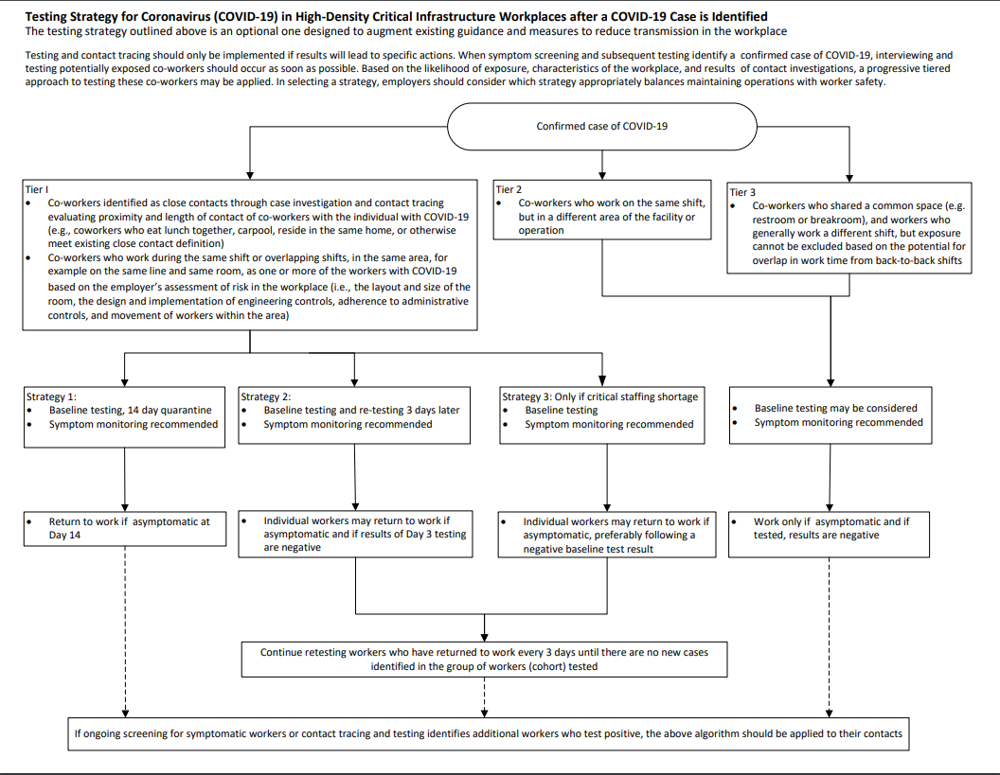 Testing Strategy for Coronavirus (COVID-19) in High-Density Critical Infrastructure Workplaces after a COVID-19 Case is Identified
The testing strategy outlined above is an optional one designed to augment existing guidance and measures to reduce transmission in the workplace
Testing and contact tracing should only be implemented if results will lead to specific actions. When symptom screening and subsequent testing identify a confirmed case of COVID-19, interviewing and
testing potentially exposed co-workers should occur as soon as possible. Based on the likelihood of exposure, characteristics of the workplace, and results of contact investigations, a progressive tiered
approach to testing these co-workers may be applied. In selecting a strategy, employers should consider which strategy appropriately balances maintaining operations with worker safety.
Confirmed case of COVID-19
Tier I
• Co-workers identified as close contacts through case investigation and contact tracing
evaluating proximity and length of contact of co-workers with the individual with COVID-19
(e.g., coworkers who eat lunch together, carpool, reside in the same home, or otherwise
meet existing close contact definition)
• Co-workers who work during the same shift or overlapping shifts, in the same area, for
example on the same line and same room, as one or more of the workers with COVID-19
based on the employer's assessment of risk in the workplace (i.e., the layout and size of the
room, the design and implementation of engineering controls, adherence to administrative
controls, and movement of workers within the area)
Tier 2
• Co-workers who work on the same shift,
but in a different area of the facility or
operation
Tier 3
• Co-workers who shared a common space (e.g.
restroom or breakroom), and workers who
generally work a different shift, but exposure
cannot be excluded based on the potential for
overlap in work time from back-to-back shifts
Strategy 1:
• Baseline testing, 14 day quarantine
• Symptom monitoring recommended
Strategy 2:
• Baseline testing and re-testing 3 days later
• Symptom monitoring recommended
Strategy 3: Only if critical staffing shortage
• Baseline testing
• Symptom monitoring recommended
• Baseline testing may be considered
• Symptom monitoring recommended
• Return to work if asymptomatic at
Day 14
• Individual workers may return to work if
asymptomatic and if results of Day 3 testing
are negative
• Individual workers may return to work if
asymptomatic, preferably following a
negative baseline test result
• Work only if asymptomatic and if
tested, results are negative
Continue retesting workers who have returned to work every 3 days until there are no new cases
identified in the group of workers (cohort) tested
If ongoing screening for symptomatic workers or contact tracing and testing identifies additional workers who test positive, the above algorithm should be applied to their contacts